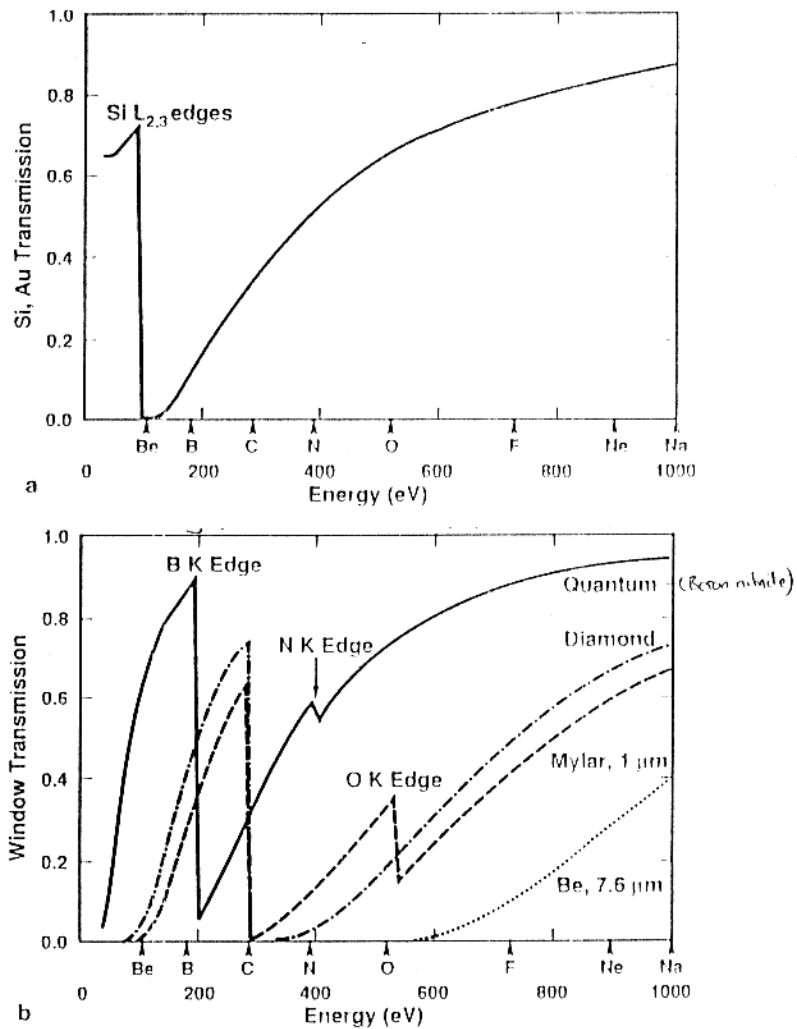 1.0
Si L2,3 edges
0.8
0.6
0.4
0.2
0.0
Si, Au Transmission
Be B C N O F Ne Na
0 200 400 600 800 1000
a
Energy (eV)
1.0
B K Edge
0.8
Quantum (Boron nitride)
N K Edge
Diamond
0.6
O K Edge
Mylar, 1 µm
0.4
Be, 7.6 µm
0.2
0.0
Window Transmission
Be B C N O F Ne Na
0 200 400 600 800 1000
b
Energy (eV)